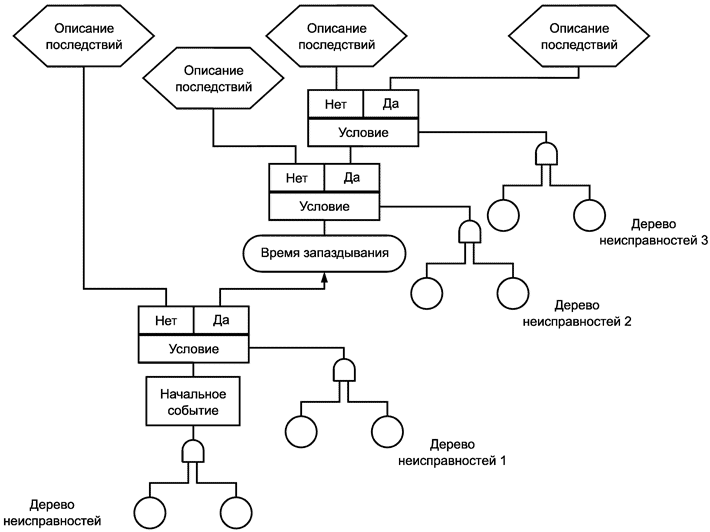 Описание
последствий
Описание
последствий
Описание
последствий
Описание
последствий
Нет
Да
Условие
Нет
Да
Условие
Дерево
неисправностей 3
Время запаздывания
Дерево
неисправностей 2
Нет
Да
Условие
Начальное
событие
Дерево
неисправностей 1
Дерево
неисправностей